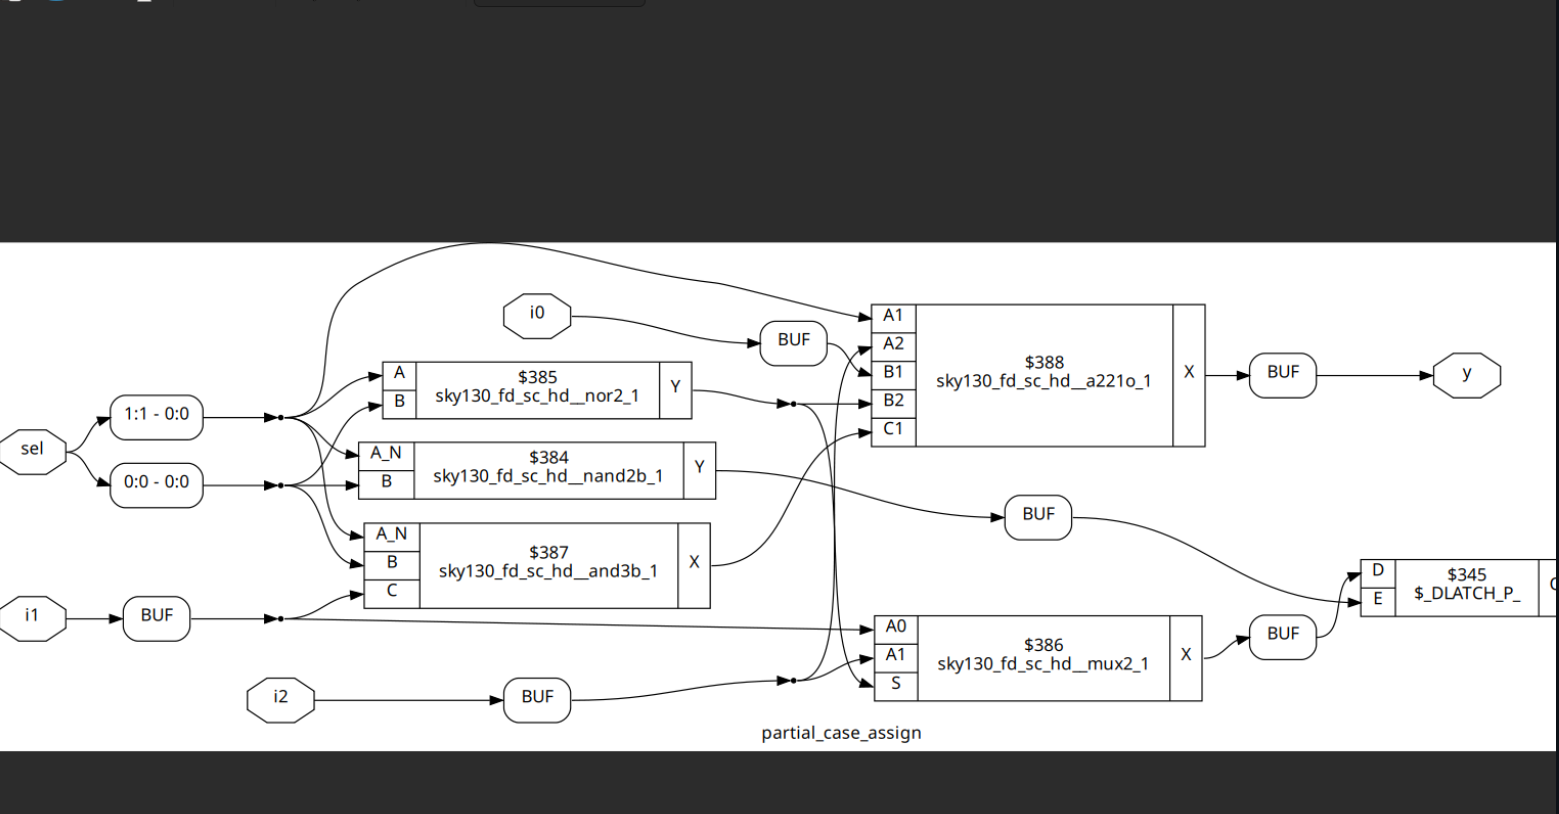 i0
BUF
A1
A2
B1
B2
C1
$388
sky130_fd_sc_hd__a221o_1
X
BUF
y
A
B
$385
sky130_fd_sc_hd__nor2_1
Y
1:1 - 0:0
sel
0:0 - 0:0
A_N
B
$384
sky130_fd_sc_hd__nand2b_1
Y
BUF
A_N
B
C
$387
sky130_fd_sc_hd__and3b_1
X
D
E
$345
$_DLATCH_P_
i1
BUF
A0
A1
S
$386
sky130_fd_sc_hd__mux2_1
X
BUF
i2
BUF
partial_case_assign